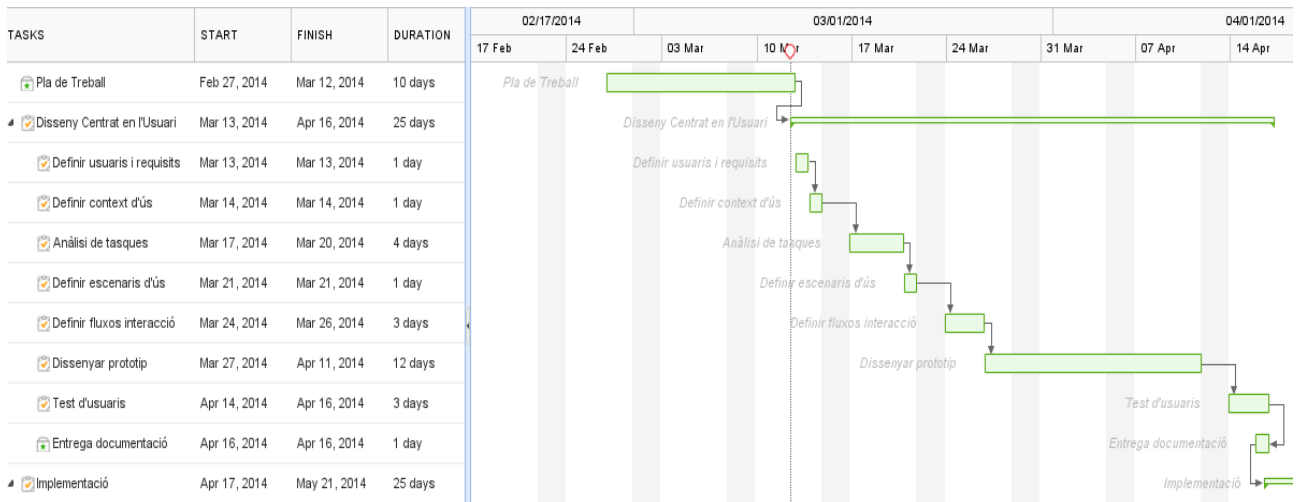 TASKS START FINISH DURATION 02/17/2014 03/01/2014 04/01/2014
17 Feb 24 Feb 03 Mar 10 Mar 17 Mar 24 Mar 31 Mar 07 Apr 14 Apr
Pla de Treball Feb 27, 2014 Mar 12, 2014 10 days Pla de Treball
Disseny Centrat en l'Usuari Mar 13, 2014 Apr 16, 2014 25 days Disseny Centrat en l'Usuari
Definir usuaris i requisits Mar 13, 2014 Mar 13, 2014 1 day Definir usuaris i requisits
Definir context d'ús Mar 14, 2014 Mar 14, 2014 1 day Definir context d'ús
Anàlisi de tasques Mar 17, 2014 Mar 20, 2014 4 days Anàlisi de tasques
Definir escenaris d'ús Mar 21, 2014 Mar 21, 2014 1 day Definir escenaris d'ús
Definir fluxos interacció Mar 24, 2014 Mar 26, 2014 3 days Definir fluxos interacció
Dissenyar prototip Mar 27, 2014 Apr 11, 2014 12 days Dissenyar prototip
Test d'usuaris Apr 14, 2014 Apr 16, 2014 3 days Test d'usuaris
Entrega documentació Apr 16, 2014 Apr 16, 2014 1 day Entrega documentació
Implementació Apr 17, 2014 May 21, 2014 25 days Implementació